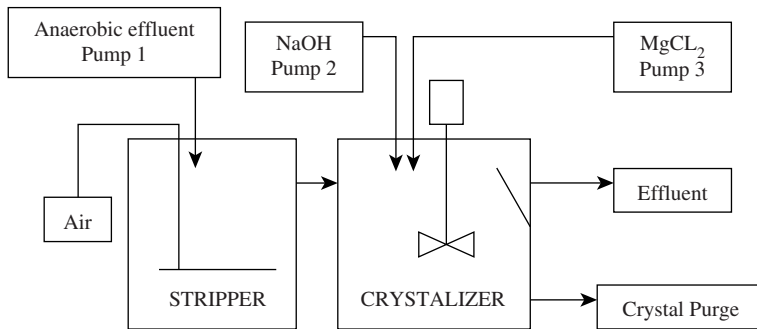 Anaerobic effluent
Pump 1
NaOH
Pump 2
MgCL₂
Pump 3
Air
Effluent
STRIPPER
CRYSTALIZER
Crystal Purge